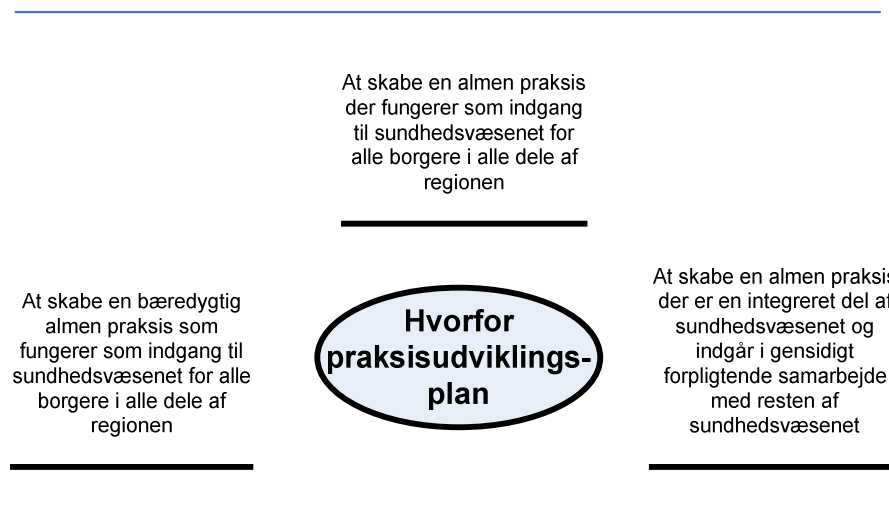 At skabe en almen praksis
der fungerer som indgang
til sundhedsvæsenet for
alle borgere i alle dele af
regionen
At skabe en bæredygtig
almen praksis som
fungerer som indgang til
sundhedsvæsenet for alle
borgere i alle dele af
regionen
Hvorfor
praksisudviklings-
plan
At skabe en almen praksis
der er en integreret del af
sundhedsvæsenet og
indgår i gensidigt
forpligtende samarbejde
med resten af
sundhedsvæsenet